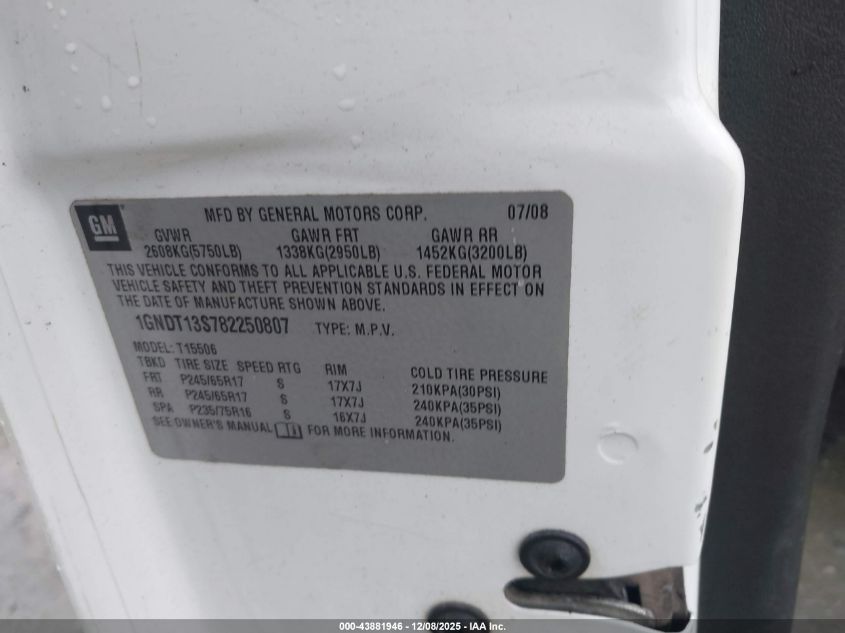 GM
MFD BY GENERAL MOTORS CORP. 07/08
GVWR GAWR FRT GAWR RR
2608KG(5750LB) 1338KG(2950LB) 1452KG(3200LB)
THIS VEHICLE CONFORMS TO ALL APPLICABLE U.S. FEDERAL MOTOR
VEHICLE SAFETY AND THEFT PREVENTION STANDARDS IN EFFECT ON
THE DATE OF MANUFACTURE SHOWN ABOVE.
1GNDT13S782250807 TYPE: M.P.V.
MODEL: T15506
TBKD TIRE SIZE SPEED RTG RIM COLD TIRE PRESSURE
FRT P245/65R17 S 17X7J 210KPA(30PSI)
RR P245/65R17 S 17X7J 240KPA(35PSI)
SPA P235/75R16 S 16X7J 240KPA(35PSI)
SEE OWNER'S MANUAL FOR MORE INFORMATION.
000-43881946 | 12/08/2025 - IAA Inc.